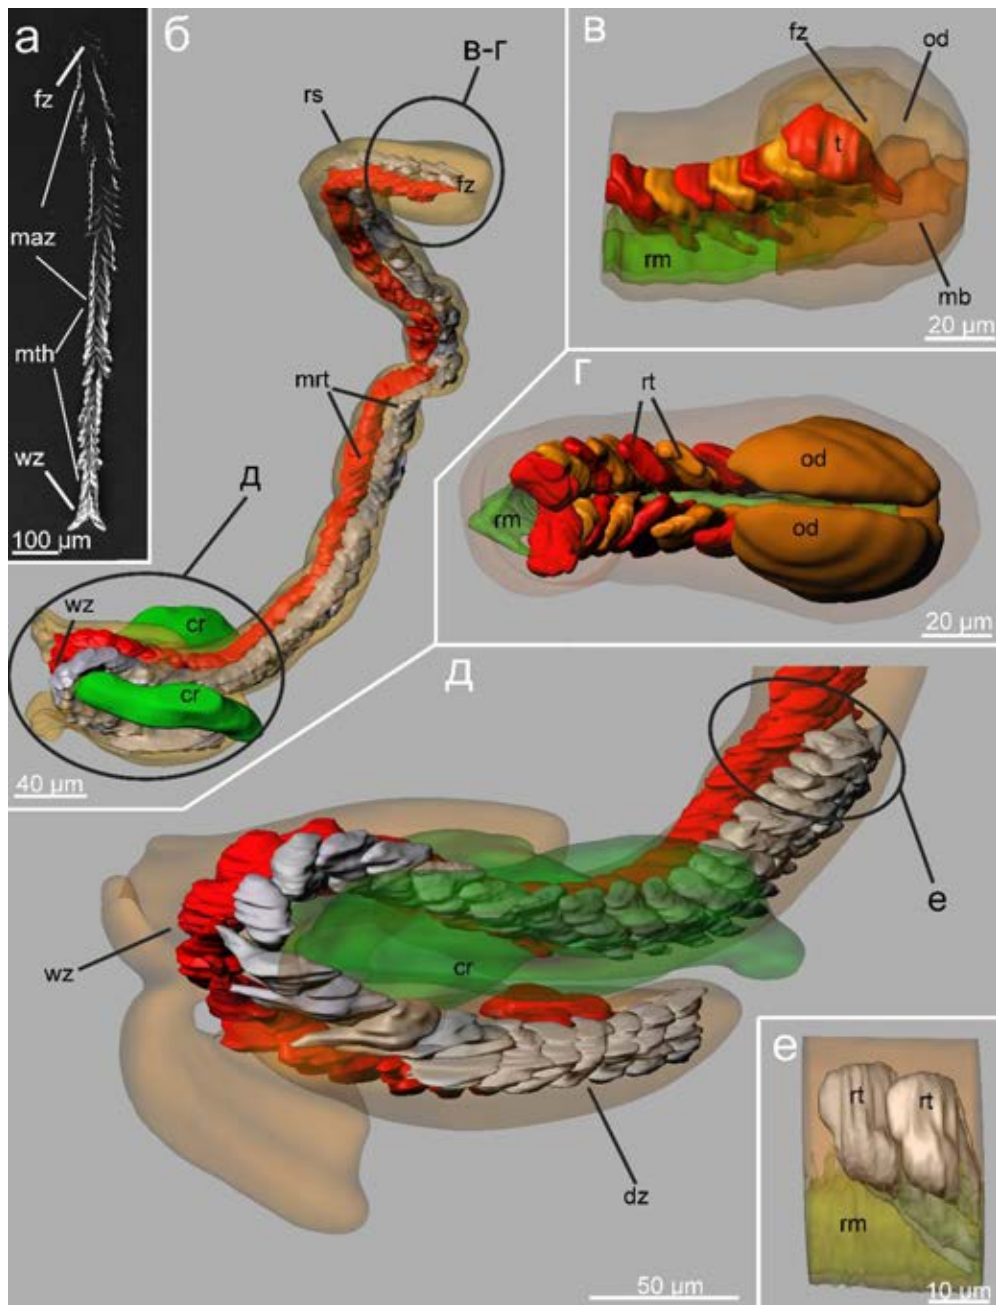 а
fz
maz
mth
wz
100 µm
б
в-г
rs
fz
mrt
д
wz
cr
cr
40 µm
в
fz
od
t
rm
mb
20 µm
г
rt
od
rm
od
20 µm
д
е
wz
cr
dz
50 µm
е
rt
rt
rm
10 µm